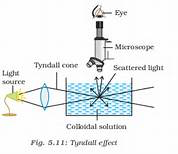 Eye
Microscope
Tyndall cone
Scattered light
Light
source
Colloidal solution
Fig. 5.11: Tyndall effect